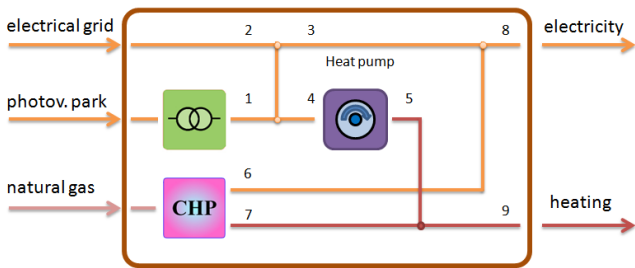 electrical grid 2 3 8 electricity
Heat pump
photov. park 1 4 5
6
natural gas CHP heating
7 9